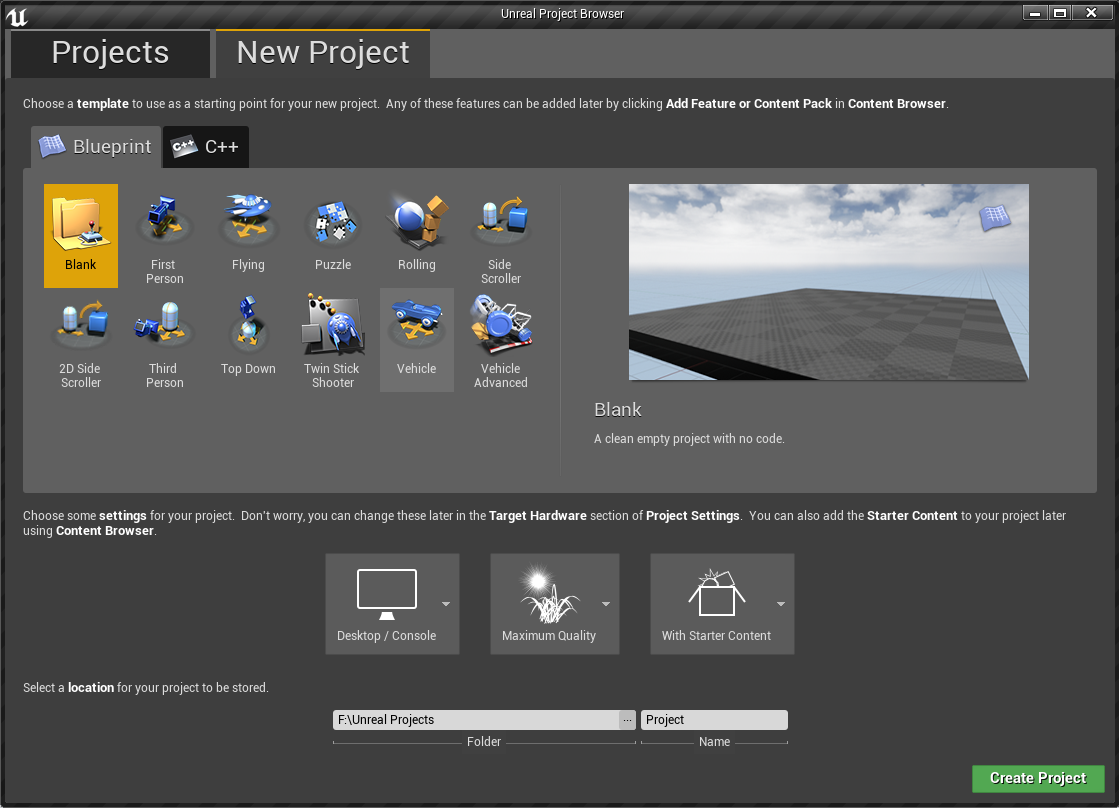 Unreal Project Browser
Projects
New Project
Choose a template to use as a starting point for your new project.  Any of these features can be added later by clicking Add Feature or Content Pack in Content Browser.
Blueprint
C++
C++
Blank
First
Person
Flying
Puzzle
Rolling
Side
Scroller
2D Side
Scroller
Third
Person
Top Down
Twin Stick
Shooter
Vehicle
Vehicle
Advanced
Blank
A clean empty project with no code.
Choose some settings for your project.  Don't worry, you can change these later in the Target Hardware section of Project Settings.  You can also add the Starter Content to your project later
using Content Browser.
Desktop / Console
Maximum Quality
With Starter Content
Select a location for your project to be stored.
F:\Unreal Projects
...
Project
Folder
Name
Create Project